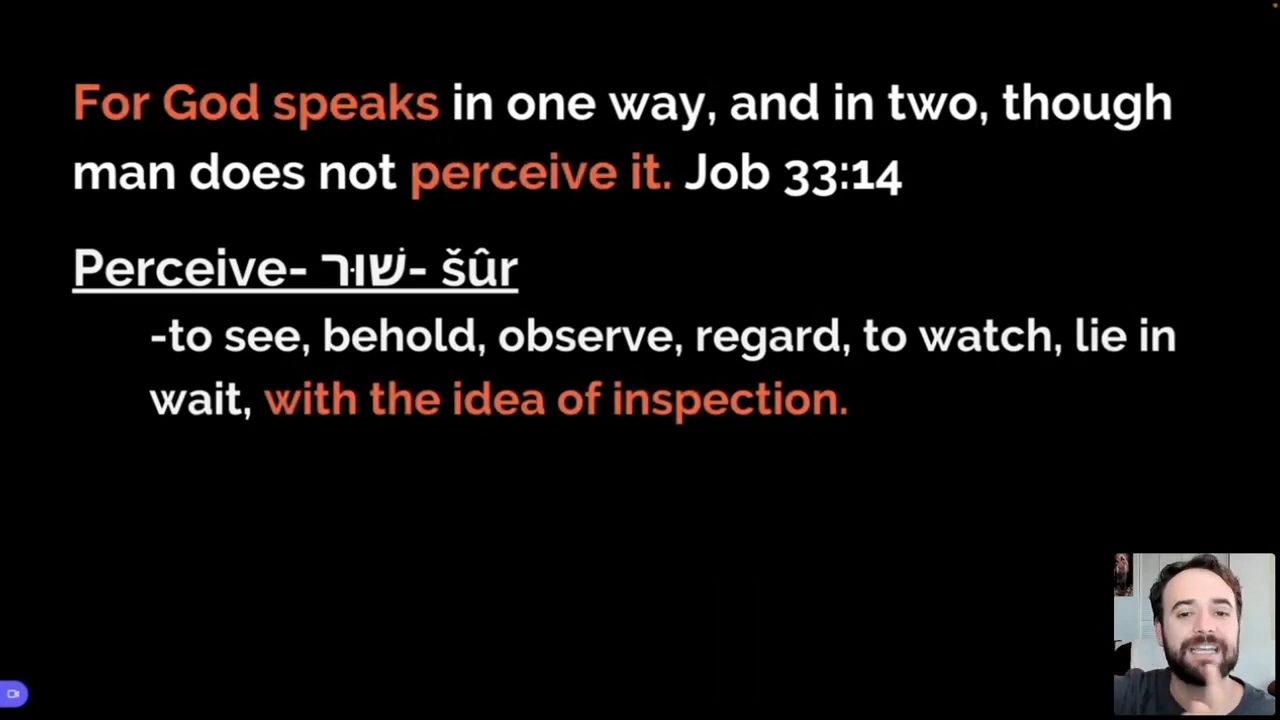 For God speaks in one way, and in two, though
man does not perceive it. Job 33:14
Perceive- שׁוּר- šûr
-to see, behold, observe, regard, to watch, lie in
wait, with the idea of inspection.